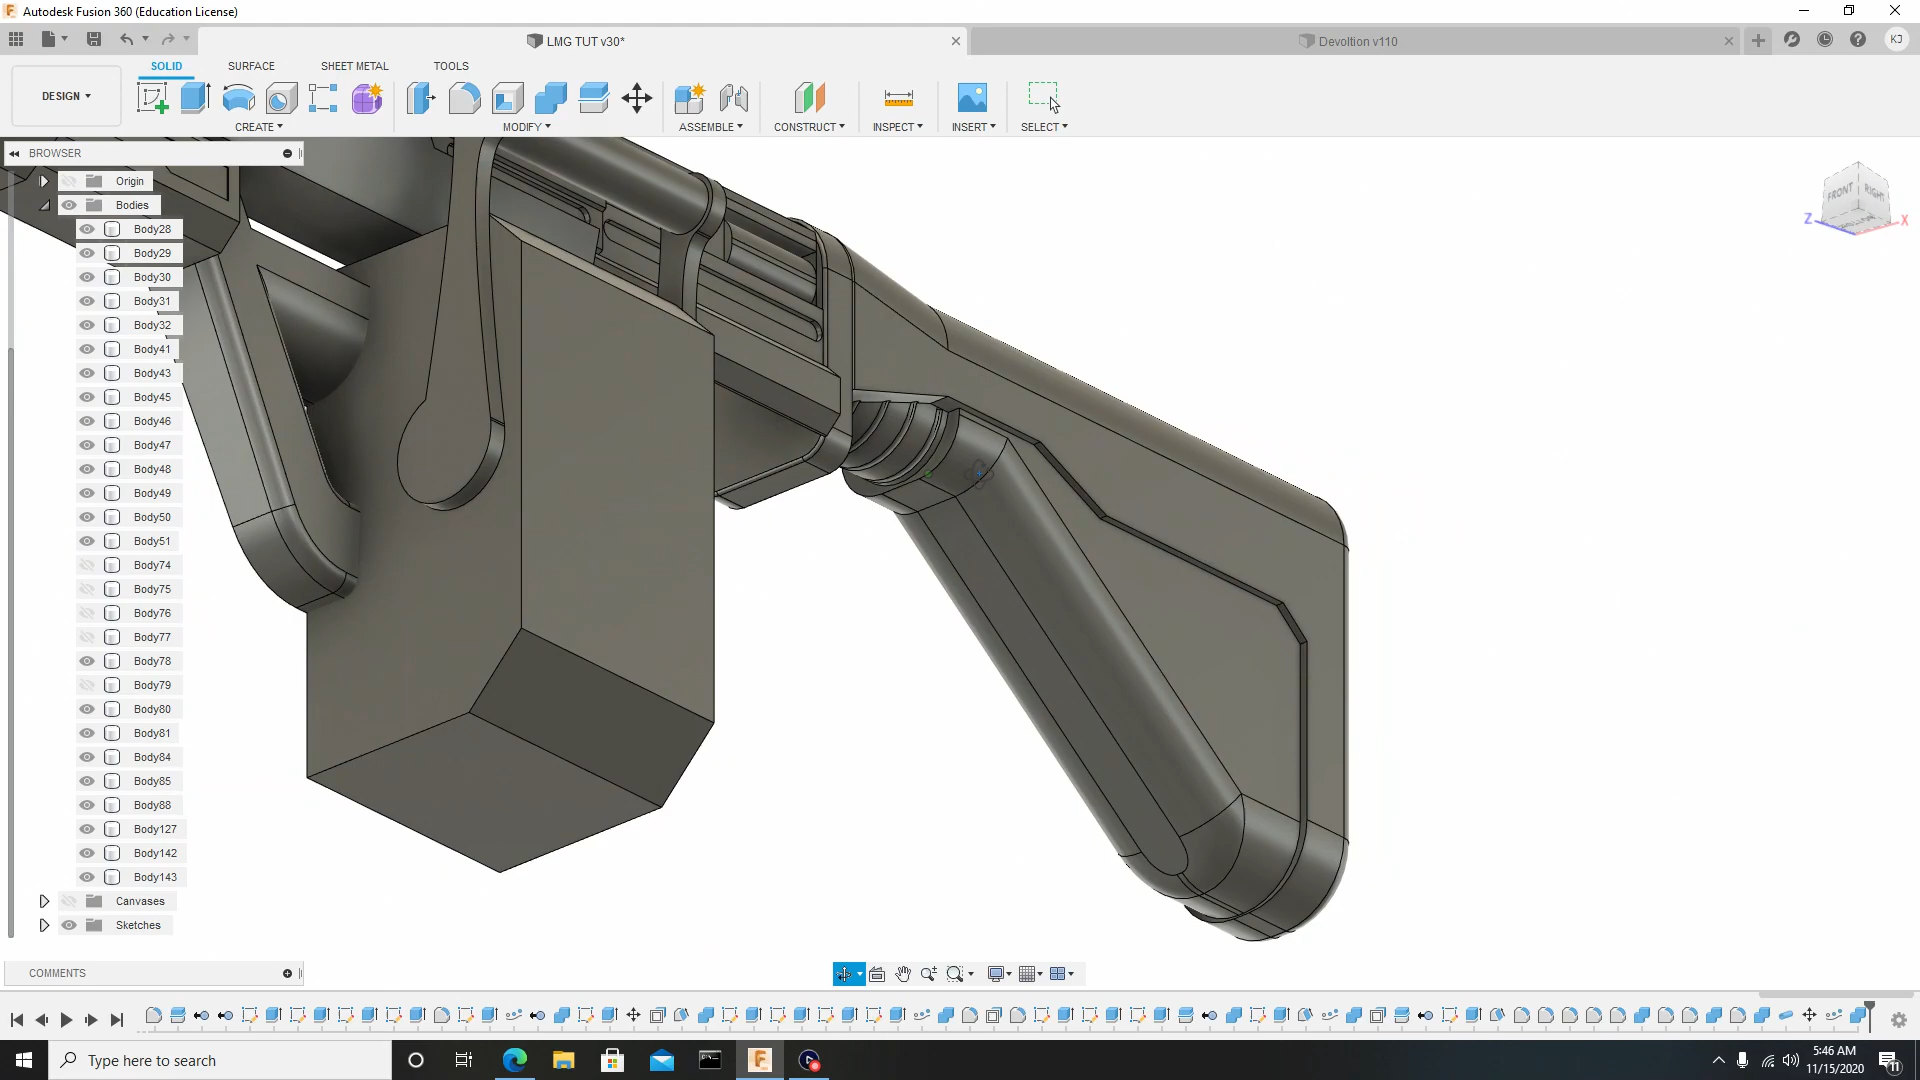 Autodesk Fusion 360 (Education License)
LMG TUT v30*
Devoltion v110
KJ
DESIGN
SOLID
SURFACE
SHEET METAL
TOOLS
CREATE
MODIFY
ASSEMBLE
CONSTRUCT
INSPECT
INSERT
SELECT
BROWSER
Origin
Bodies
Body28
Body29
Body30
Body31
Body32
Body41
Body43
Body45
Body46
Body47
Body48
Body49
Body50
Body51
Body74
Body75
Body76
Body77
Body78
Body79
Body80
Body81
Body84
Body85
Body88
Body127
Body142
Body143
Canvases
Sketches
FRONT
RIGHT
Z
X
COMMENTS
Type here to search
5:46 AM
11/15/2020
11